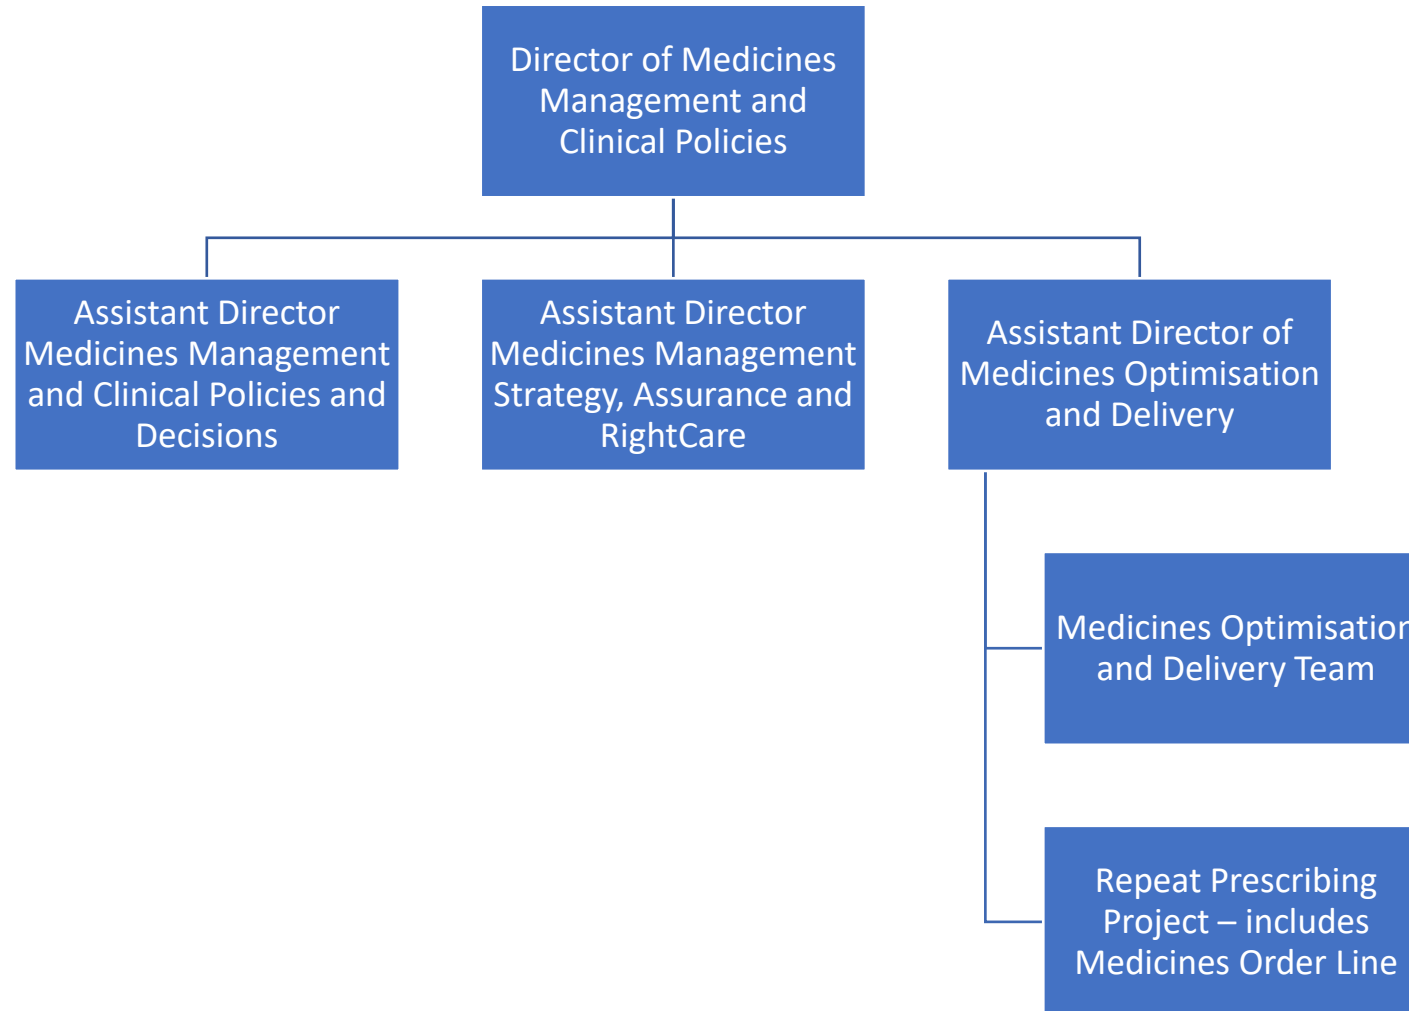 Director of Medicines
Management and
Clinical Policies
Assistant Director
Medicines Management
and Clinical Policies and
Decisions
Assistant Director
Medicines Management
Strategy, Assurance and
RightCare
Assistant Director of
Medicines Optimisation
and Delivery
Medicines Optimisation
and Delivery Team
Repeat Prescribing
Project – includes
Medicines Order Line